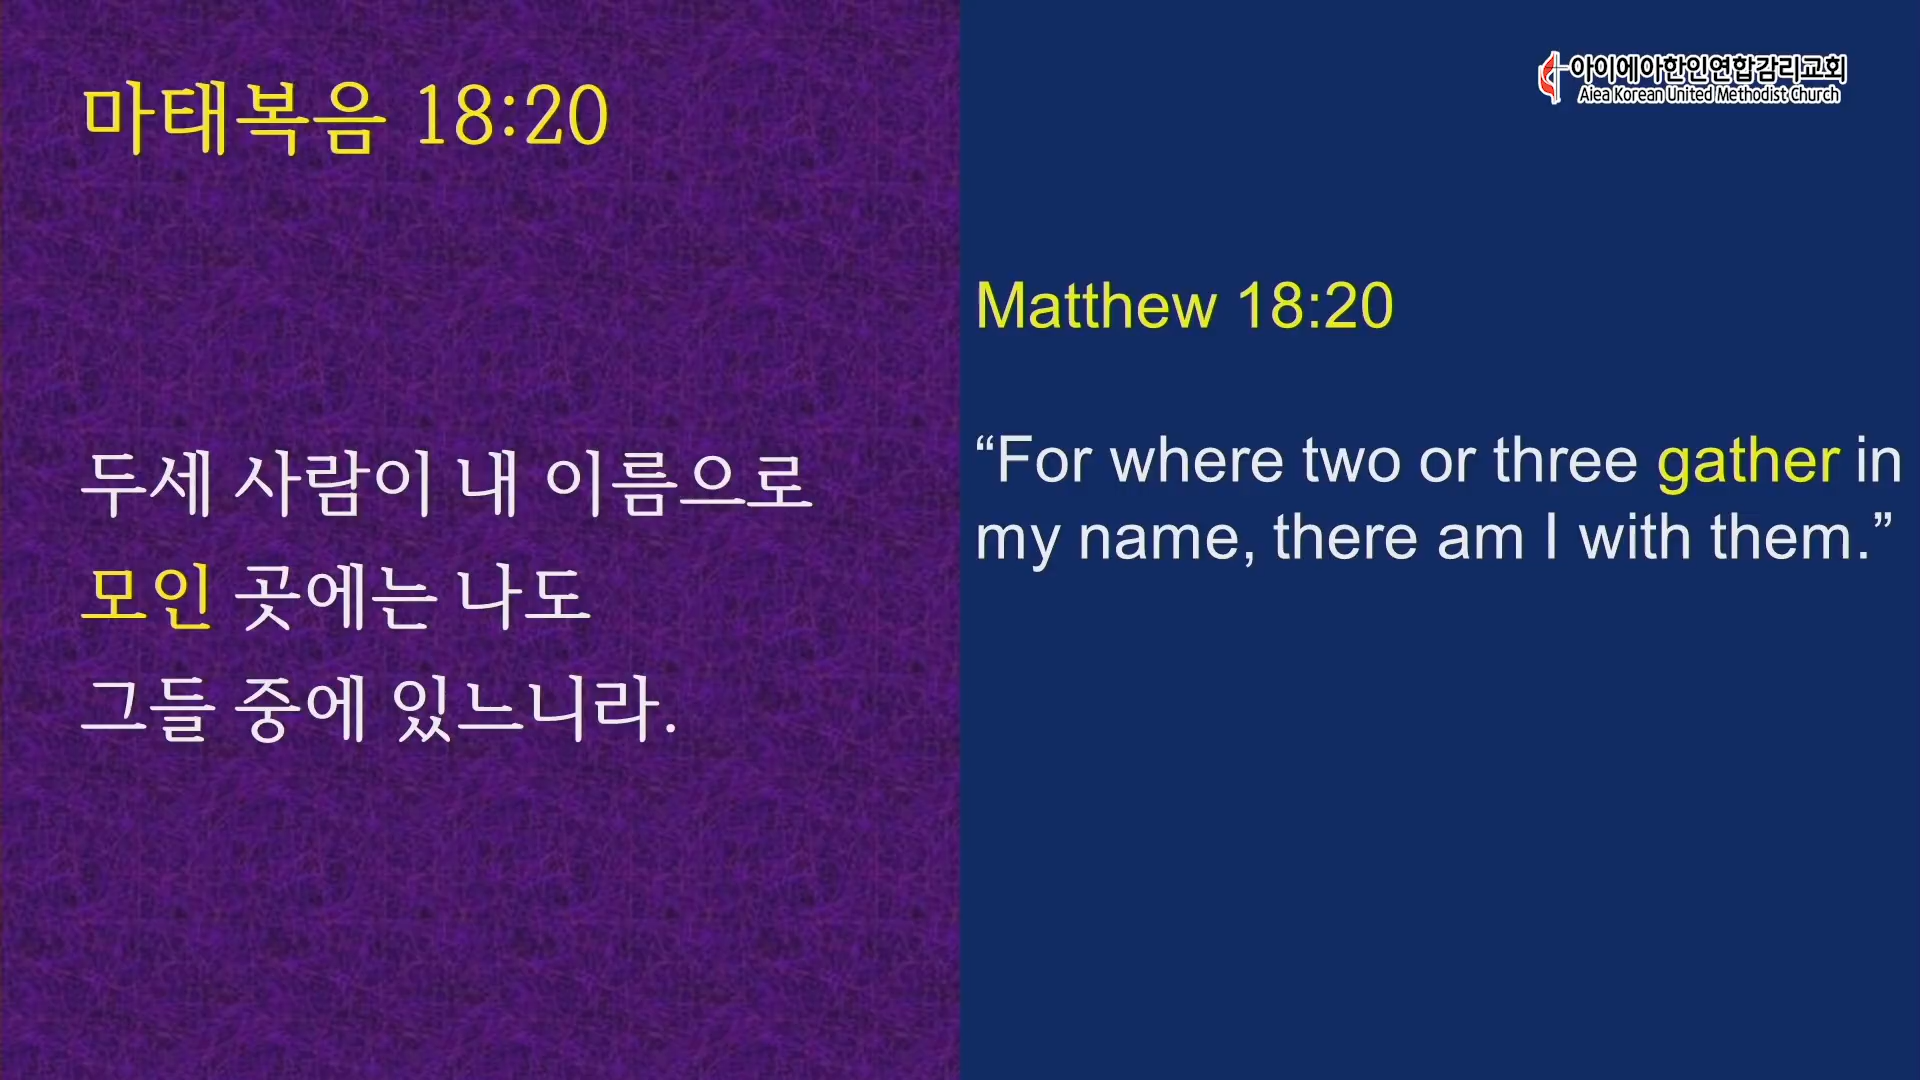 마태복음 18:20
두세 사람이 내 이름으로
모인 곳에는 나도
그들 중에 있느니라.
아이에아한인연합감리교회
Aiea Korean United Methodist Church
Matthew 18:20
“For where two or three gather in
my name, there am I with them.”